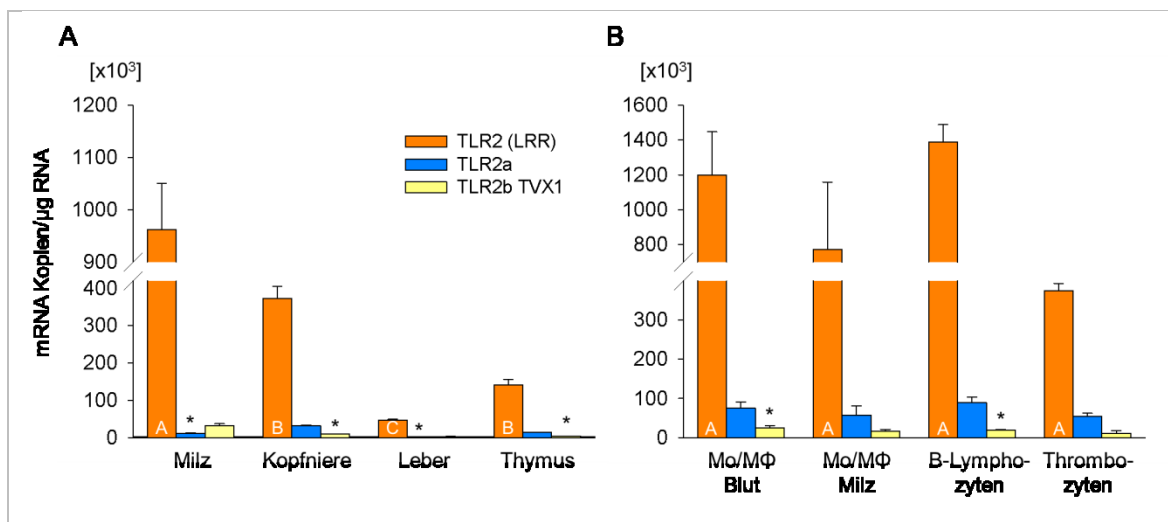 A
[x10³]
mRNA Kopien/µg RNA
1200
1100
1000
900
400
300
200
100
0
TLR2 (LRR)
TLR2a
TLR2b TVX1
A
*
B
*
C
*
B
*
Milz
Kopfniere
Leber
Thymus
B
[x10³]
1600
1400
1200
1000
800
300
200
100
0
A
*
A
A
*
A
Mo/MΦ
Blut
Mo/MΦ
Milz
B-Lympho-
zyten
Thrombo-
zyten